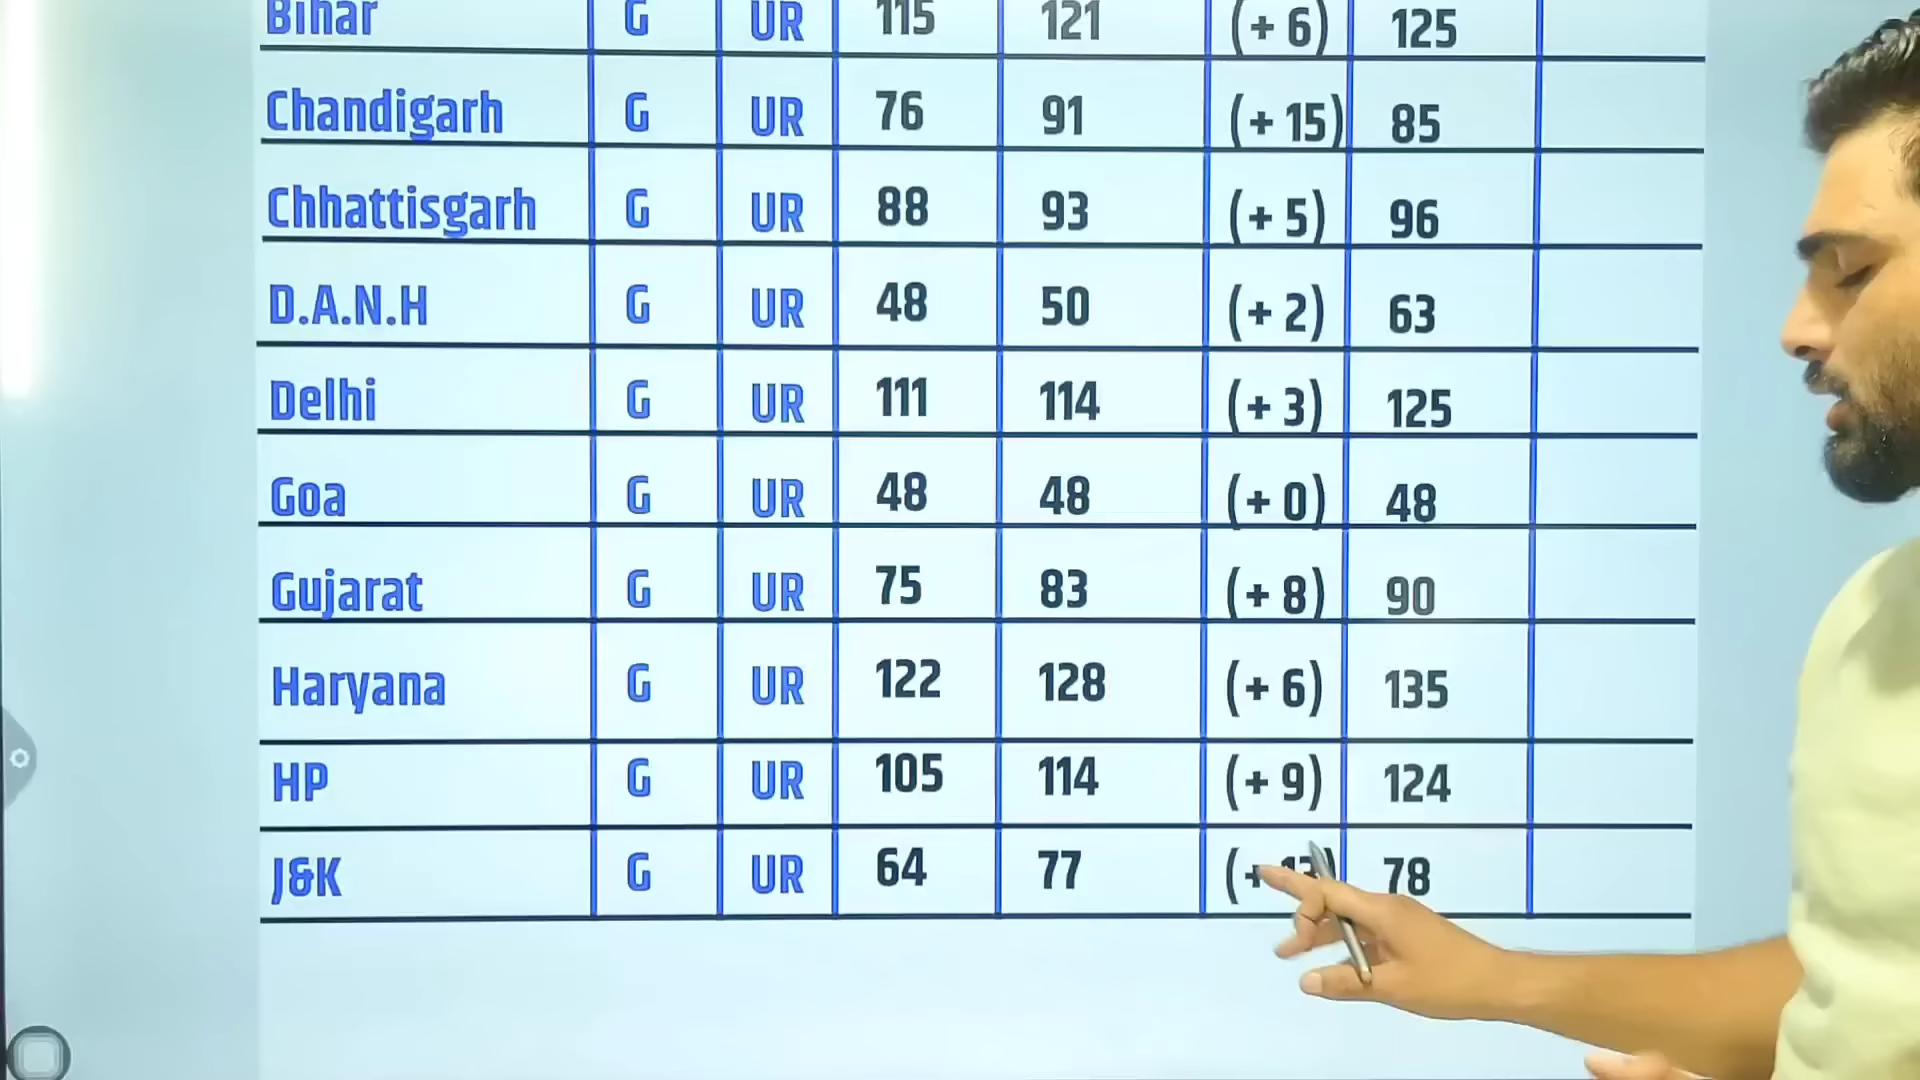 Bihar G UR 115 121 (+ 6) 125
Chandigarh G UR 76 91 (+ 15) 85
Chhattisgarh G UR 88 93 (+ 5) 96
D.A.N.H G UR 48 50 (+ 2) 63
Delhi G UR 111 114 (+ 3) 125
Goa G UR 48 48 (+ 0) 48
Gujarat G UR 75 83 (+ 8) 90
Haryana G UR 122 128 (+ 6) 135
HP G UR 105 114 (+ 9) 124
J&K G UR 64 77 (+ 13) 78